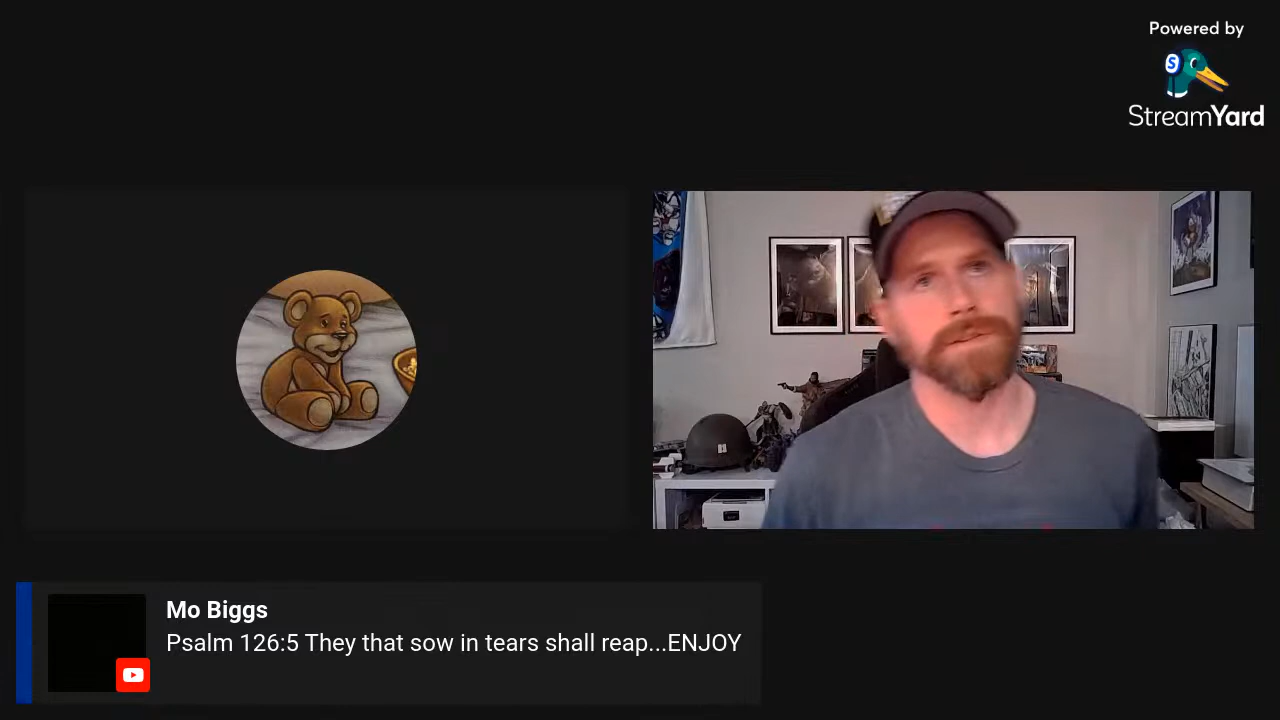 Powered by
StreamYard
Mo Biggs
Psalm 126:5 They that sow in tears shall reap...ENJOY